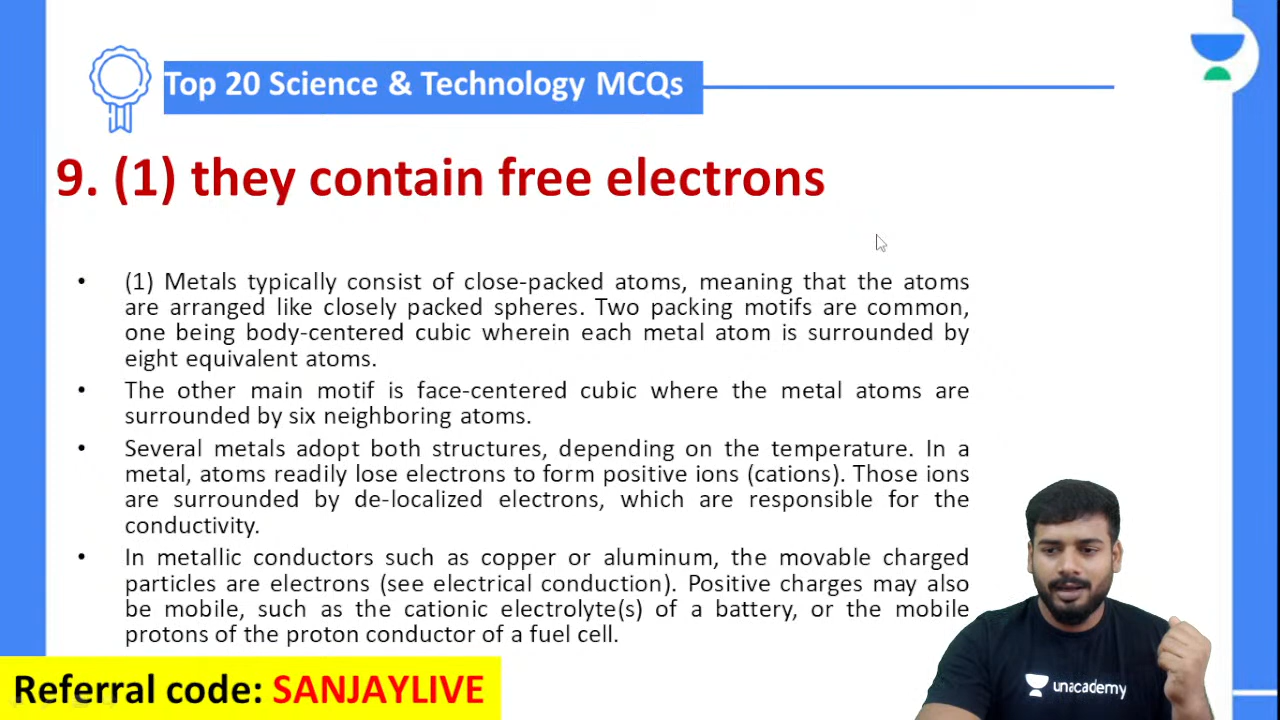 Top 20 Science & Technology MCQs
9. (1) they contain free electrons
• (1) Metals typically consist of close-packed atoms, meaning that the atoms
are arranged like closely packed spheres. Two packing motifs are common,
one being body-centered cubic wherein each metal atom is surrounded by
eight equivalent atoms.
• The other main motif is face-centered cubic where the metal atoms are
surrounded by six neighboring atoms.
• Several metals adopt both structures, depending on the temperature. In a
metal, atoms readily lose electrons to form positive ions (cations). Those ions
are surrounded by de-localized electrons, which are responsible for the
conductivity.
• In metallic conductors such as copper or aluminum, the movable charged
particles are electrons (see electrical conduction). Positive charges may also
be mobile, such as the cationic electrolyte(s) of a battery, or the mobile
protons of the proton conductor of a fuel cell.
unacademy
Referral code: SANJAYLIVE